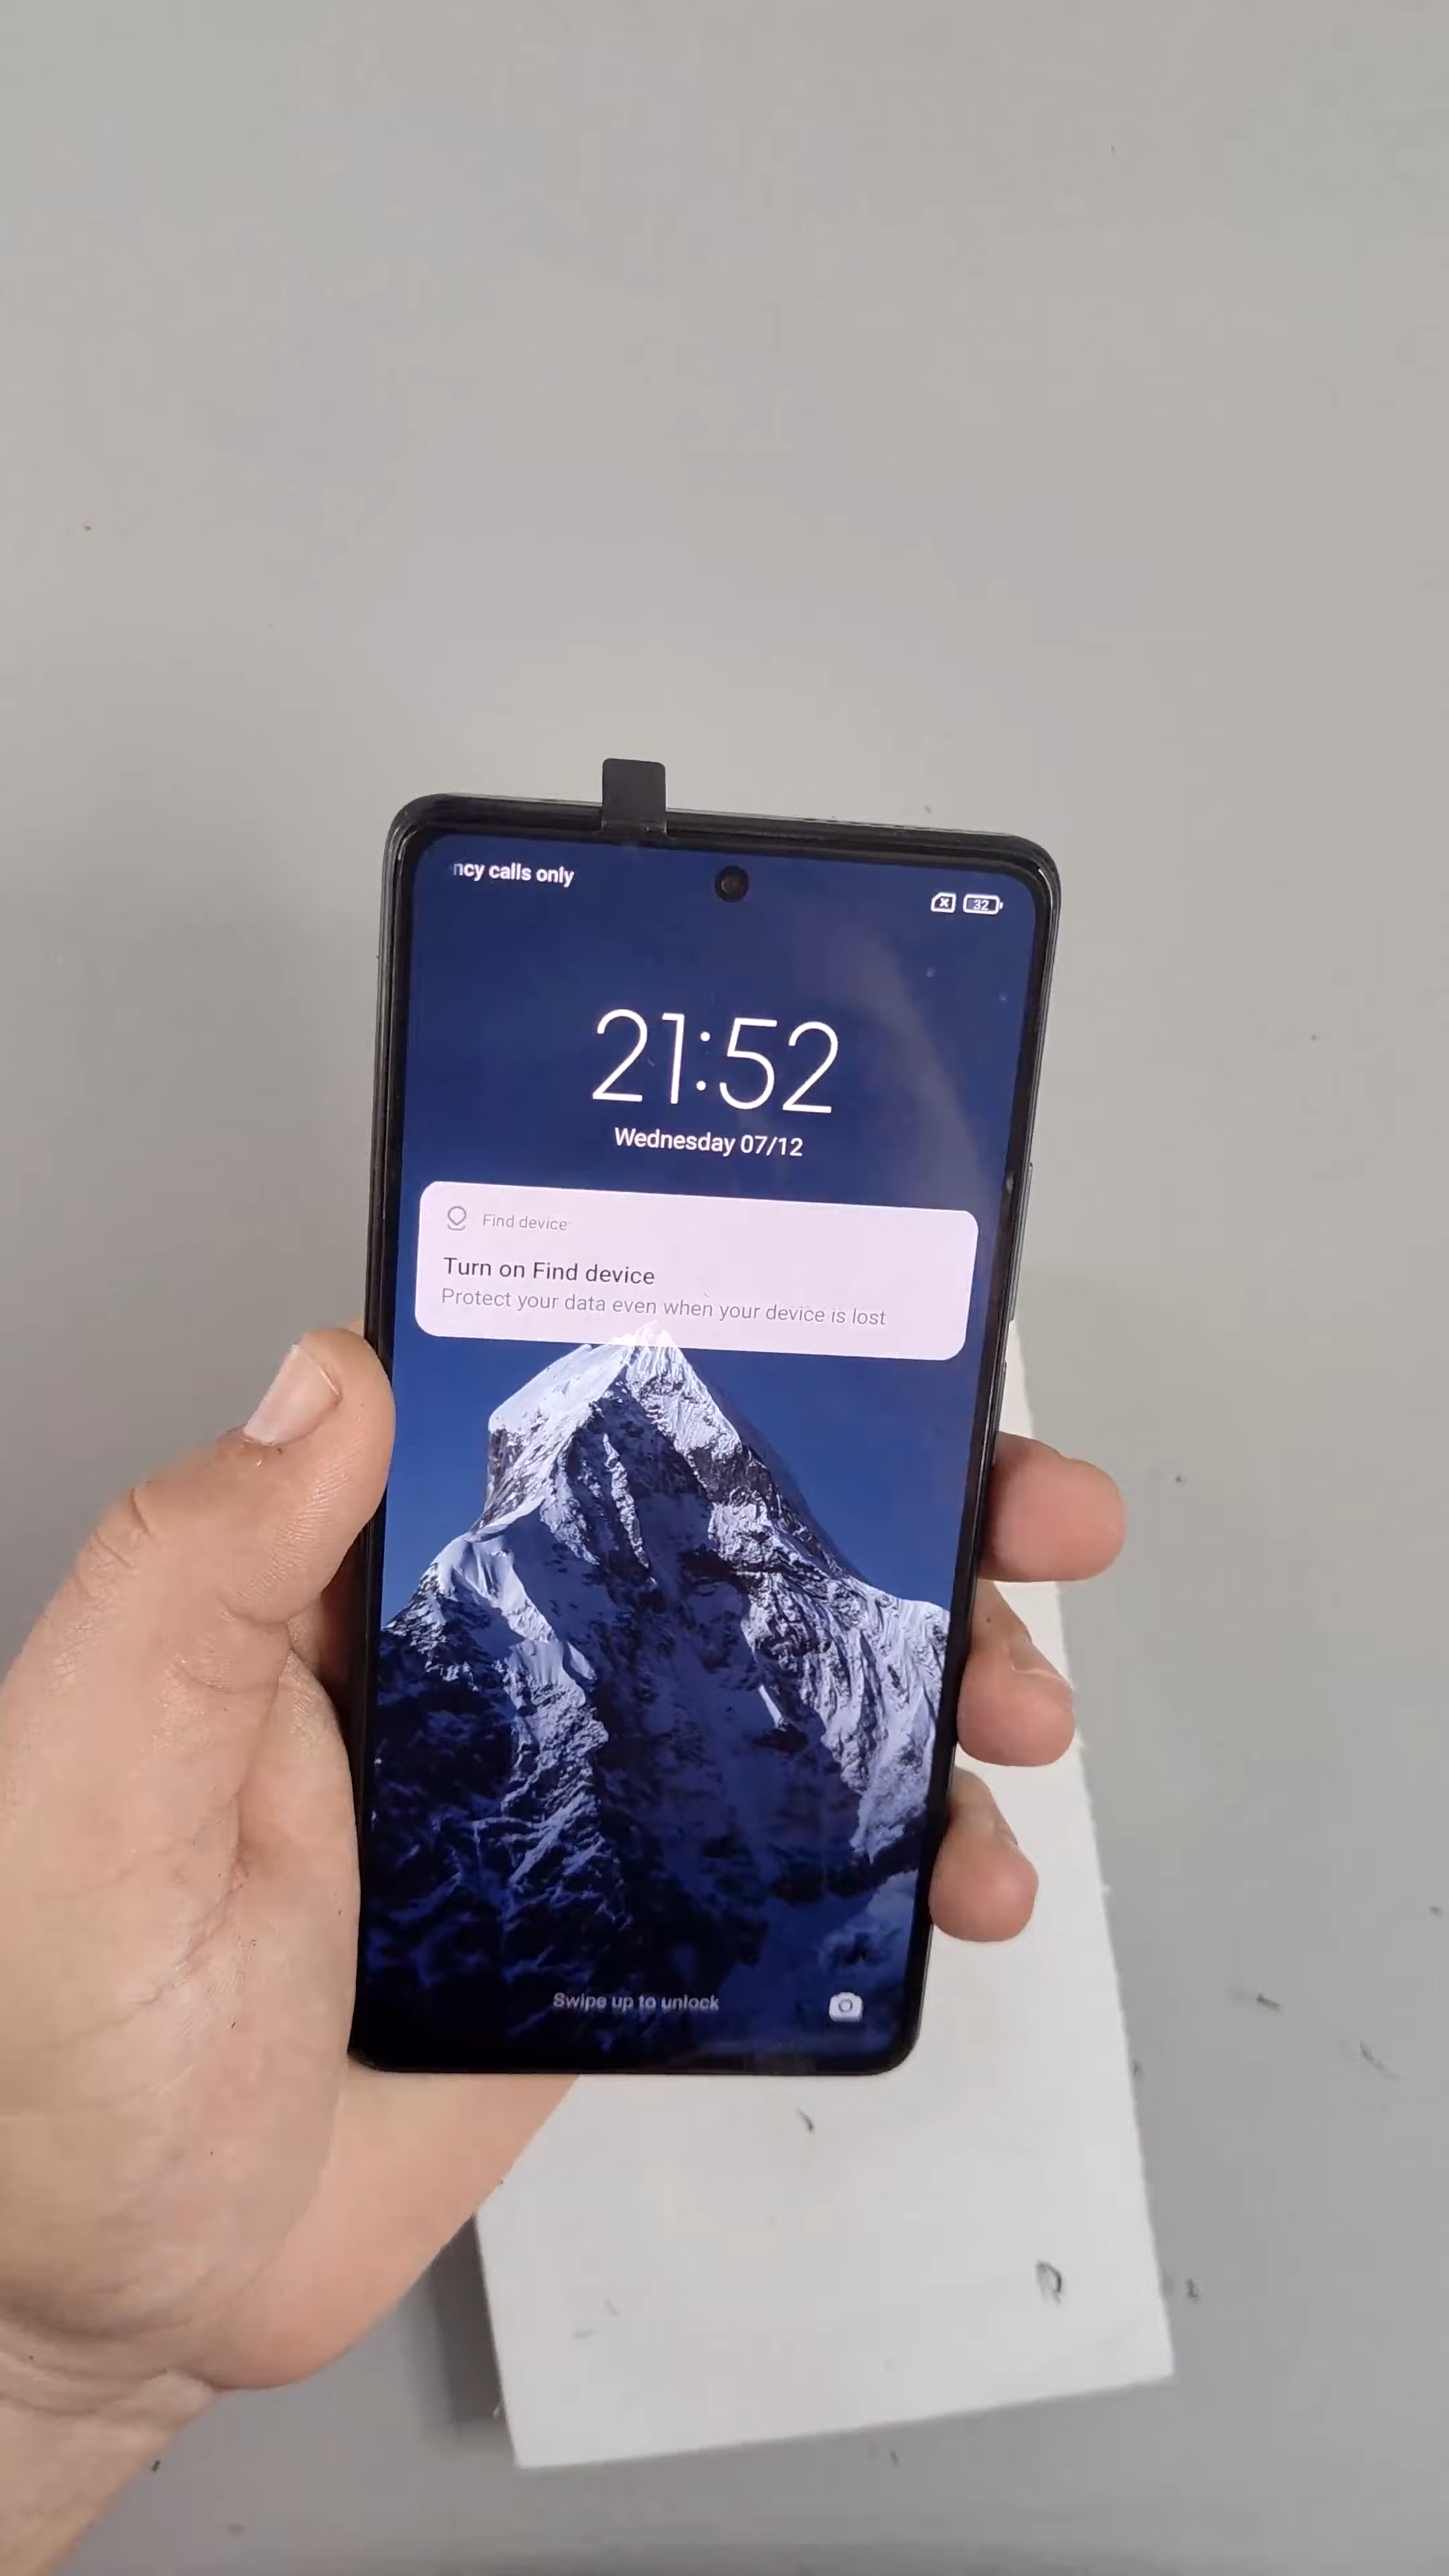 ncy calls only
32
21:52
Wednesday 07/12
Find device
Turn on Find device
Protect your data even when your device is lost
Swipe up to unlock